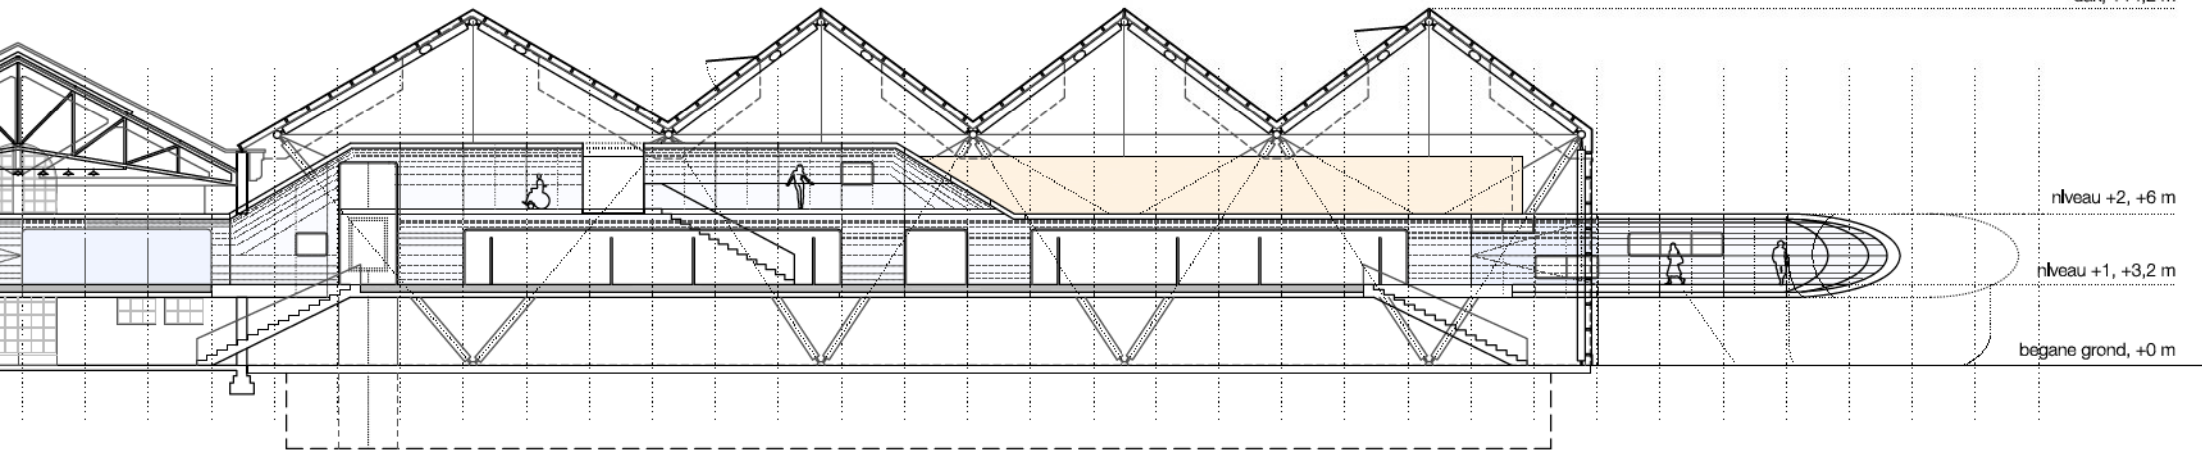 niveau +2, +6 m
niveau +1, +3,2 m
begane grond, +0 m